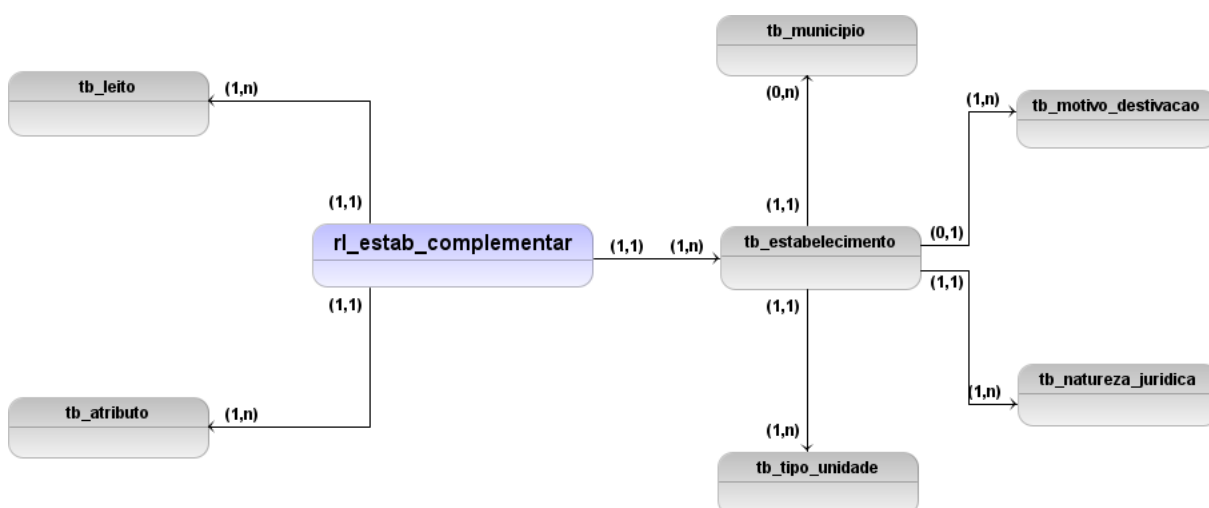 tb_municipio
tb_leito
(1,n)
(0,n)
(1,n)
tb_motivo_destivacao
(1,1)
(1,1)
rl_estab_complementar
(1,1)
(1,n)
tb_estabelecimento
(0,1)
(1,1)
(1,1)
(1,1)
tb_natureza_juridica
(1,n)
tb_atributo
(1,n)
(1,n)
tb_tipo_unidade